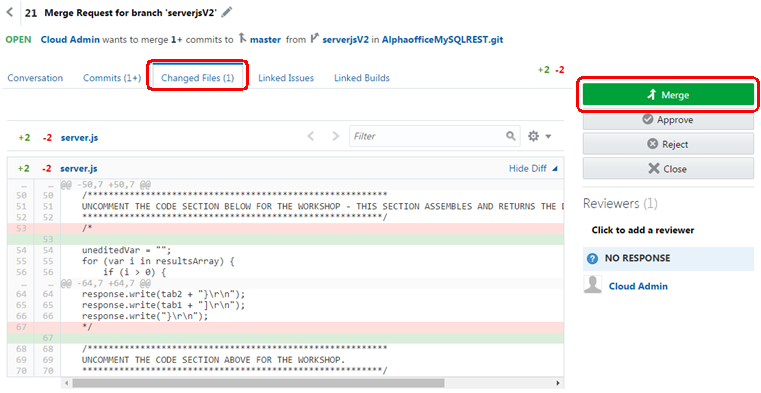 21 Merge Request for branch 'serverjsV2'
OPEN Cloud Admin wants to merge 1+ commits to master from serverjsV2 in AlphaofficeMySQLREST.git
+2 -2
Conversation Commits (1+) Changed Files (1) Linked Issues Linked Builds
+2 -2 server.js Filter
+2 -2 server.js Hide Diff
... ... @@ -50,7 +50,7 @@
50 50 /*********************************************************
51 51 UNCOMMENT THE CODE SECTION BELOW FOR THE WORKSHOP - THIS SECTION ASSEMBLES AND RETURNS THE
52 52 *********************************************************/
53 /*
53
54 54 uneditedVar = "";
55 55 for (var i in resultsArray) {
56 56 if (i > 0) {
... ... @@ -64,7 +64,7 @@
64 64 response.write(tab2 + "}\r\n");
65 65 response.write(tab1 + "]\r\n");
66 66 response.write("}\r\n");
67 */
67
68 68 /*********************************************************
69 69 UNCOMMENT THE CODE SECTION ABOVE FOR THE WORKSHOP.
70 70 *********************************************************/
Merge
Approve
Reject
Close
Reviewers (1)
Click to add a reviewer
? NO RESPONSE
Cloud Admin